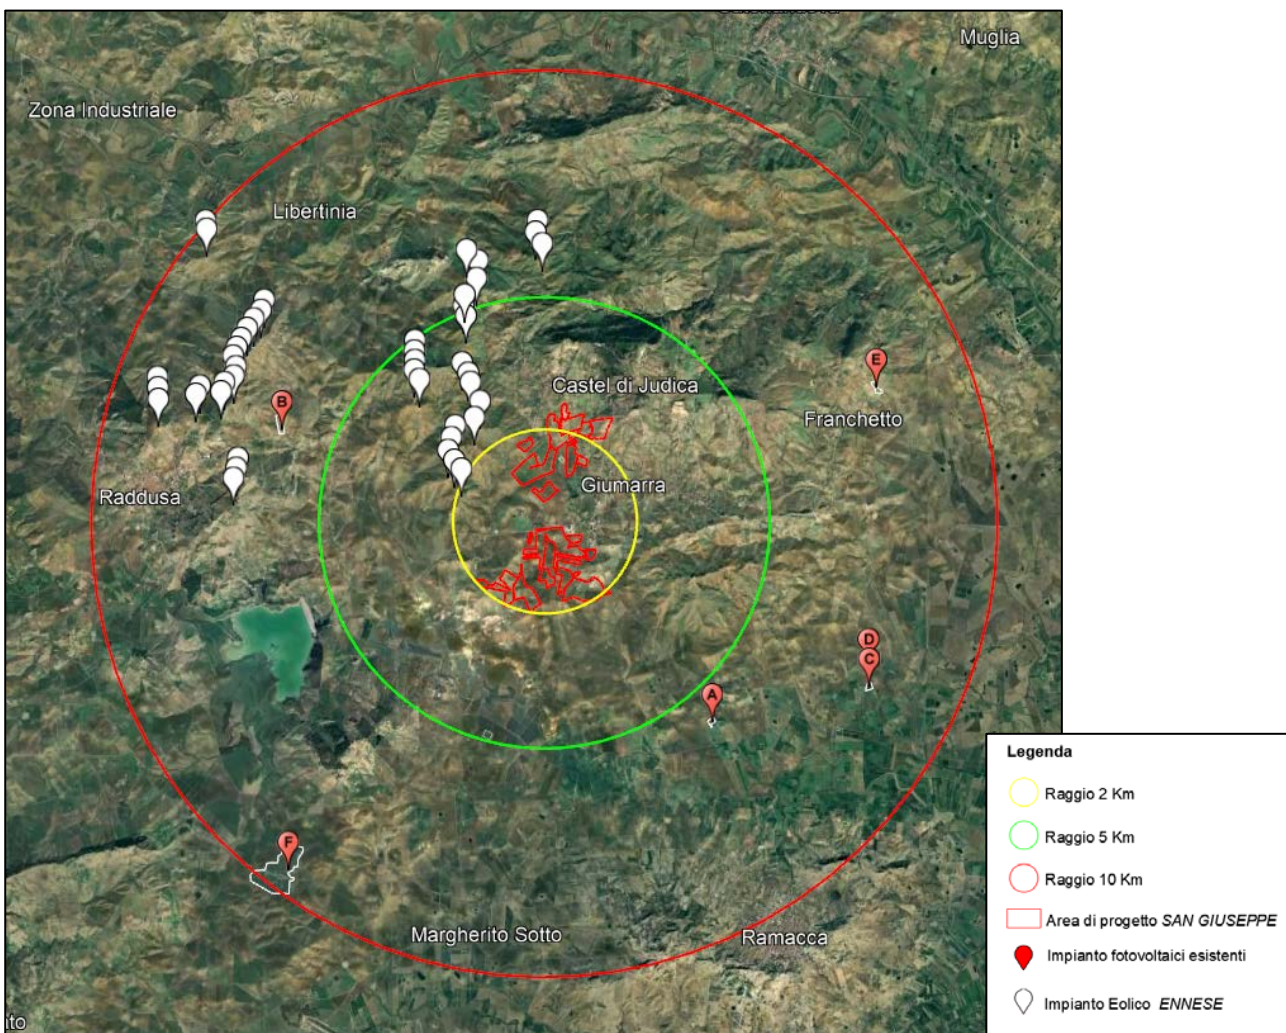 Muglia
Zona Industriale
Libertinia
Castel di Judica
E
B
Franchetto
Giumarra
Raddusa
D
C
A
F
Margherito Sotto
Ramacca
Legenda
Raggio 2 Km
Raggio 5 Km
Raggio 10 Km
Area di progetto SAN GIUSEPPE
Impianto fotovoltaici esistenti
Impianto Eolico ENNESE